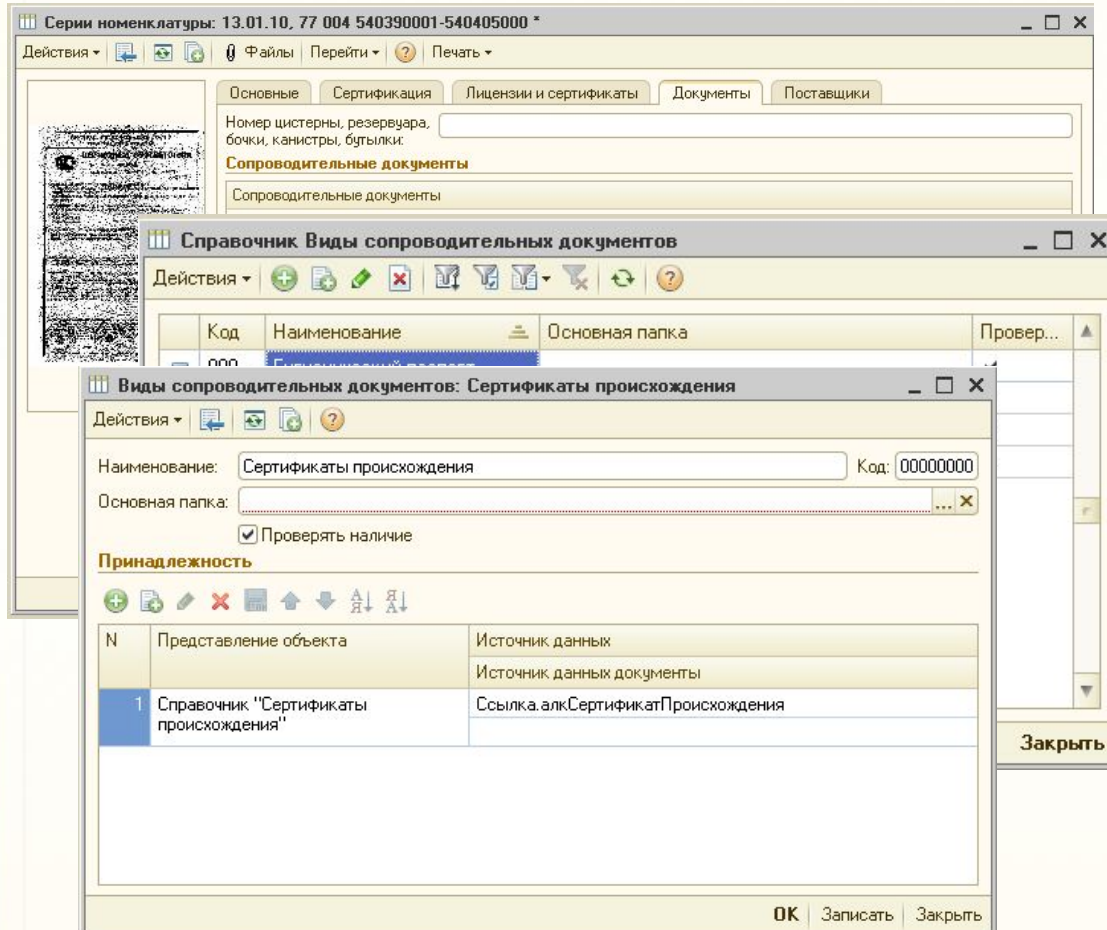 Серии номенклатуры: 13.01.10, 77 004 540390001-540405000 *
Действия Файлы Перейти Печать
Основные Сертификация Лицензии и сертификаты Документы Поставщики
Номер цистерны, резервуара,
бочки, канистры, бутылки:
Сопроводительные документы
Сопроводительные документы
Справочник Виды сопроводительных документов
Действия
Код Наименование Основная папка Провер...
Виды сопроводительных документов: Сертификаты происхождения
Действия
Наименование: Сертификаты происхождения Код: 00000000
Основная папка: ...
Проверять наличие
Принадлежность
N Представление объекта Источник данных
Источник данных документы
1 Справочник "Сертификаты Ссылка.алкСертификатПроисхождения
происхождения"
Закрыть
OK Записать Закрыть